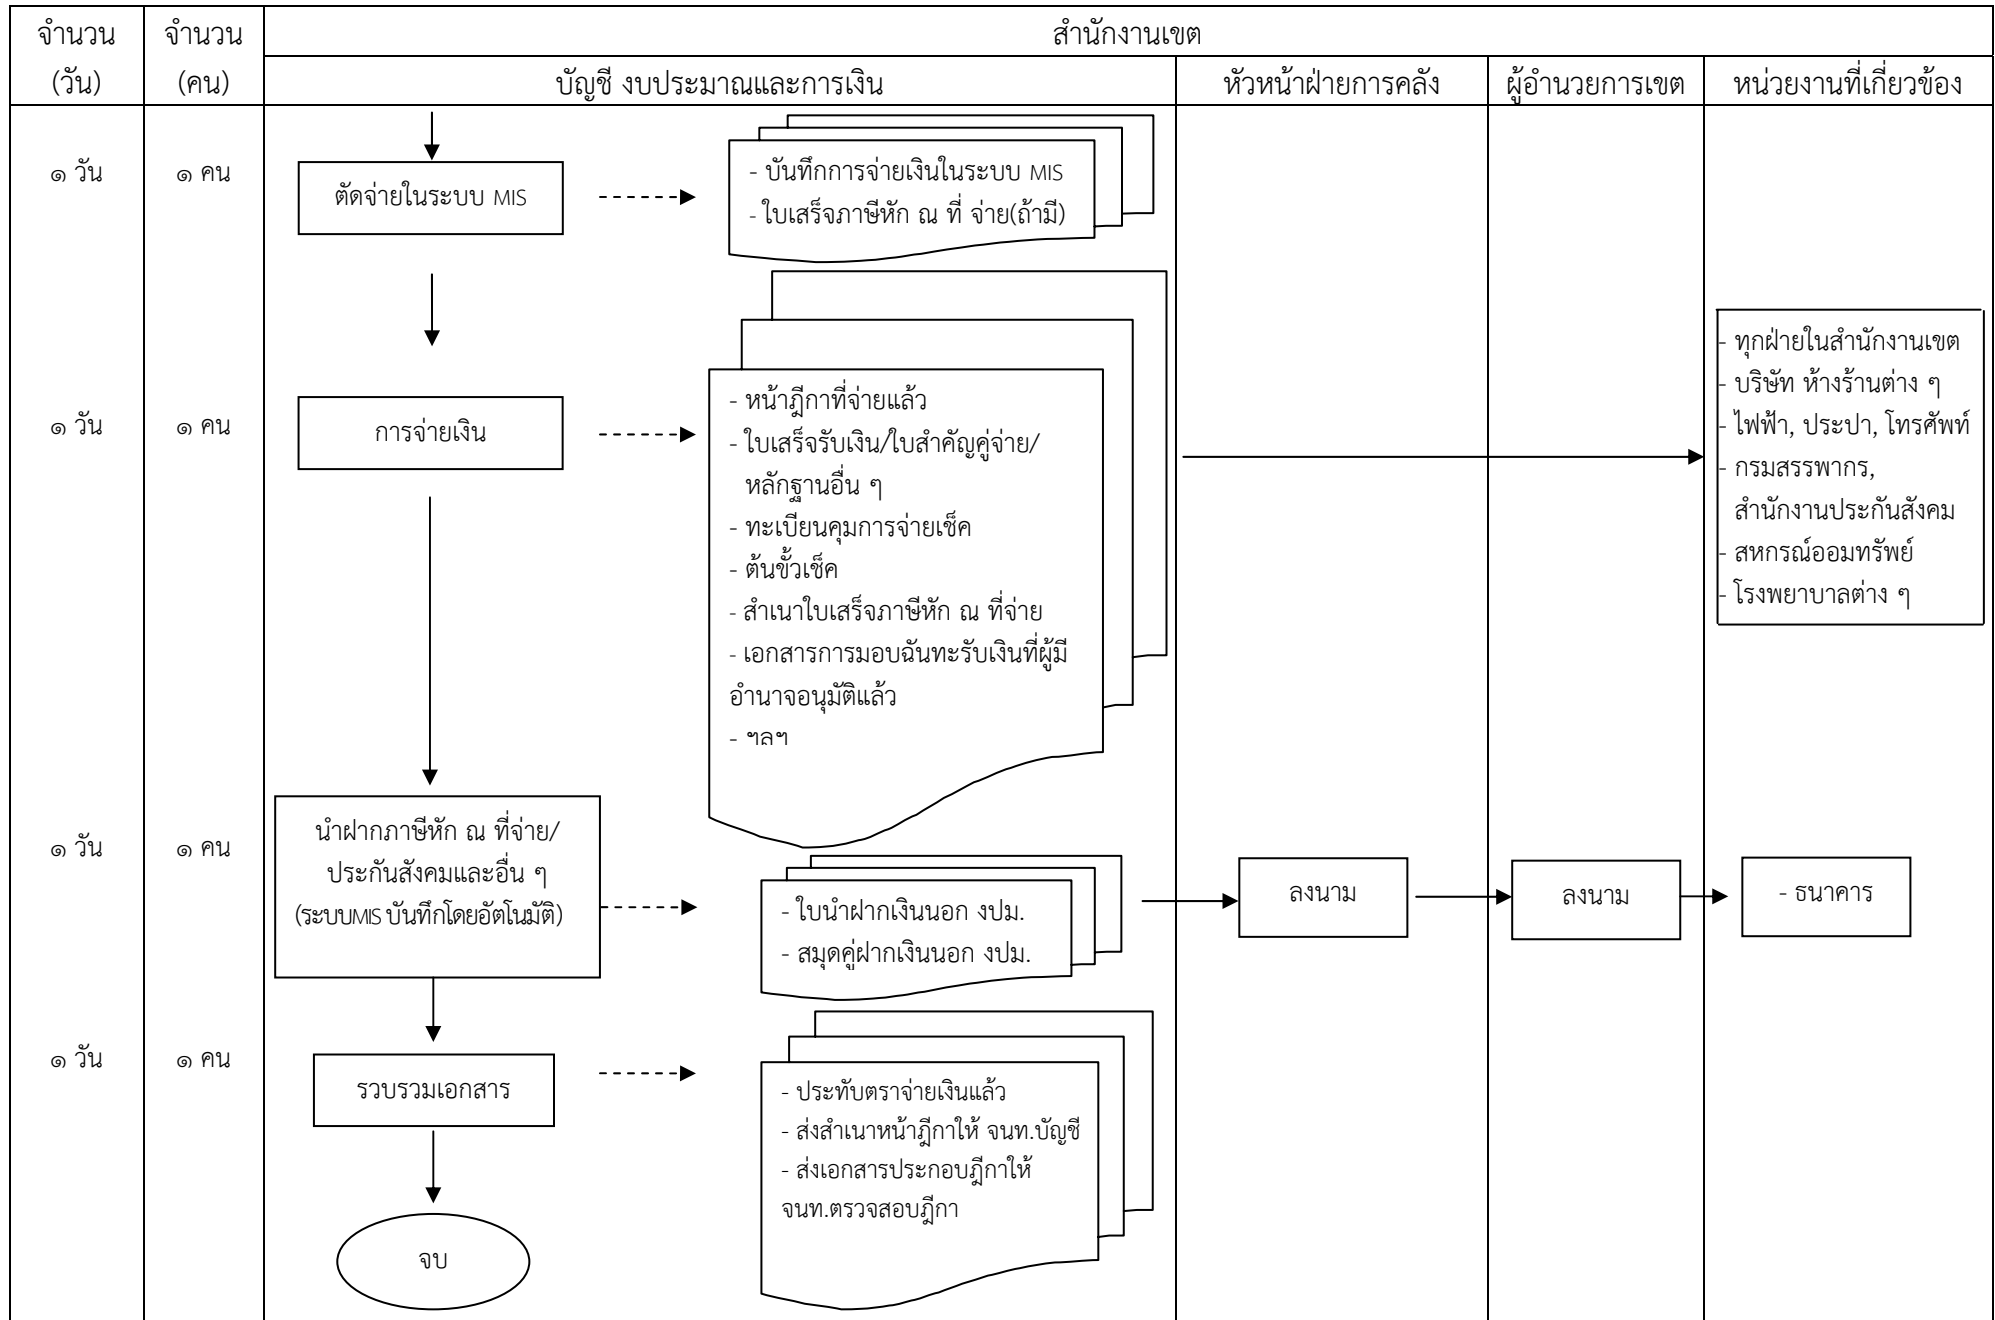 จำนวน
(วัน)
จำนวน
(คน)
สำนักงานเขต
บัญชี งบประมาณและการเงิน
หัวหน้าฝ่ายการคลัง
ผู้อำนวยการเขต
หน่วยงานที่เกี่ยวข้อง
๑ วัน
๑ คน
ตัดจ่ายในระบบ MIS
- บันทึกการจ่ายเงินในระบบ MIS
- ใบเสร็จภาษีหัก ณ ที่ จ่าย(ถ้ามี)
๑ วัน
๑ คน
การจ่ายเงิน
- หน้าฎีกาที่จ่ายแล้ว
- ใบเสร็จรับเงิน/ใบสำคัญคู่จ่าย/
หลักฐานอื่น ๆ
- ทะเบียนคุมการจ่ายเช็ค
- ต้นขั้วเช็ค
- สำเนาใบเสร็จภาษีหัก ณ ที่จ่าย
- เอกสารการมอบฉันทะรับเงินที่ผู้มี
อำนาจอนุมัติแล้ว
- ฯลฯ
- ทุกฝ่ายในสำนักงานเขต
- บริษัท ห้างร้านต่าง ๆ
- ไฟฟ้า, ประปา, โทรศัพท์
- กรมสรรพากร,
สำนักงานประกันสังคม
- สหกรณ์ออมทรัพย์
- โรงพยาบาลต่าง ๆ
๑ วัน
๑ คน
นำฝากภาษีหัก ณ ที่จ่าย/
ประกันสังคมและอื่น ๆ
(ระบบMIS บันทึกโดยอัตโนมัติ)
- ใบนำฝากเงินนอก งปม.
- สมุดคู่ฝากเงินนอก งปม.
ลงนาม
ลงนาม
- ธนาคาร
๑ วัน
๑ คน
รวบรวมเอกสาร
- ประทับตราจ่ายเงินแล้ว
- ส่งสำเนาหน้าฎีกาให้ จนท.บัญชี
- ส่งเอกสารประกอบฎีกาให้
จนท.ตรวจสอบฎีกา
จบ